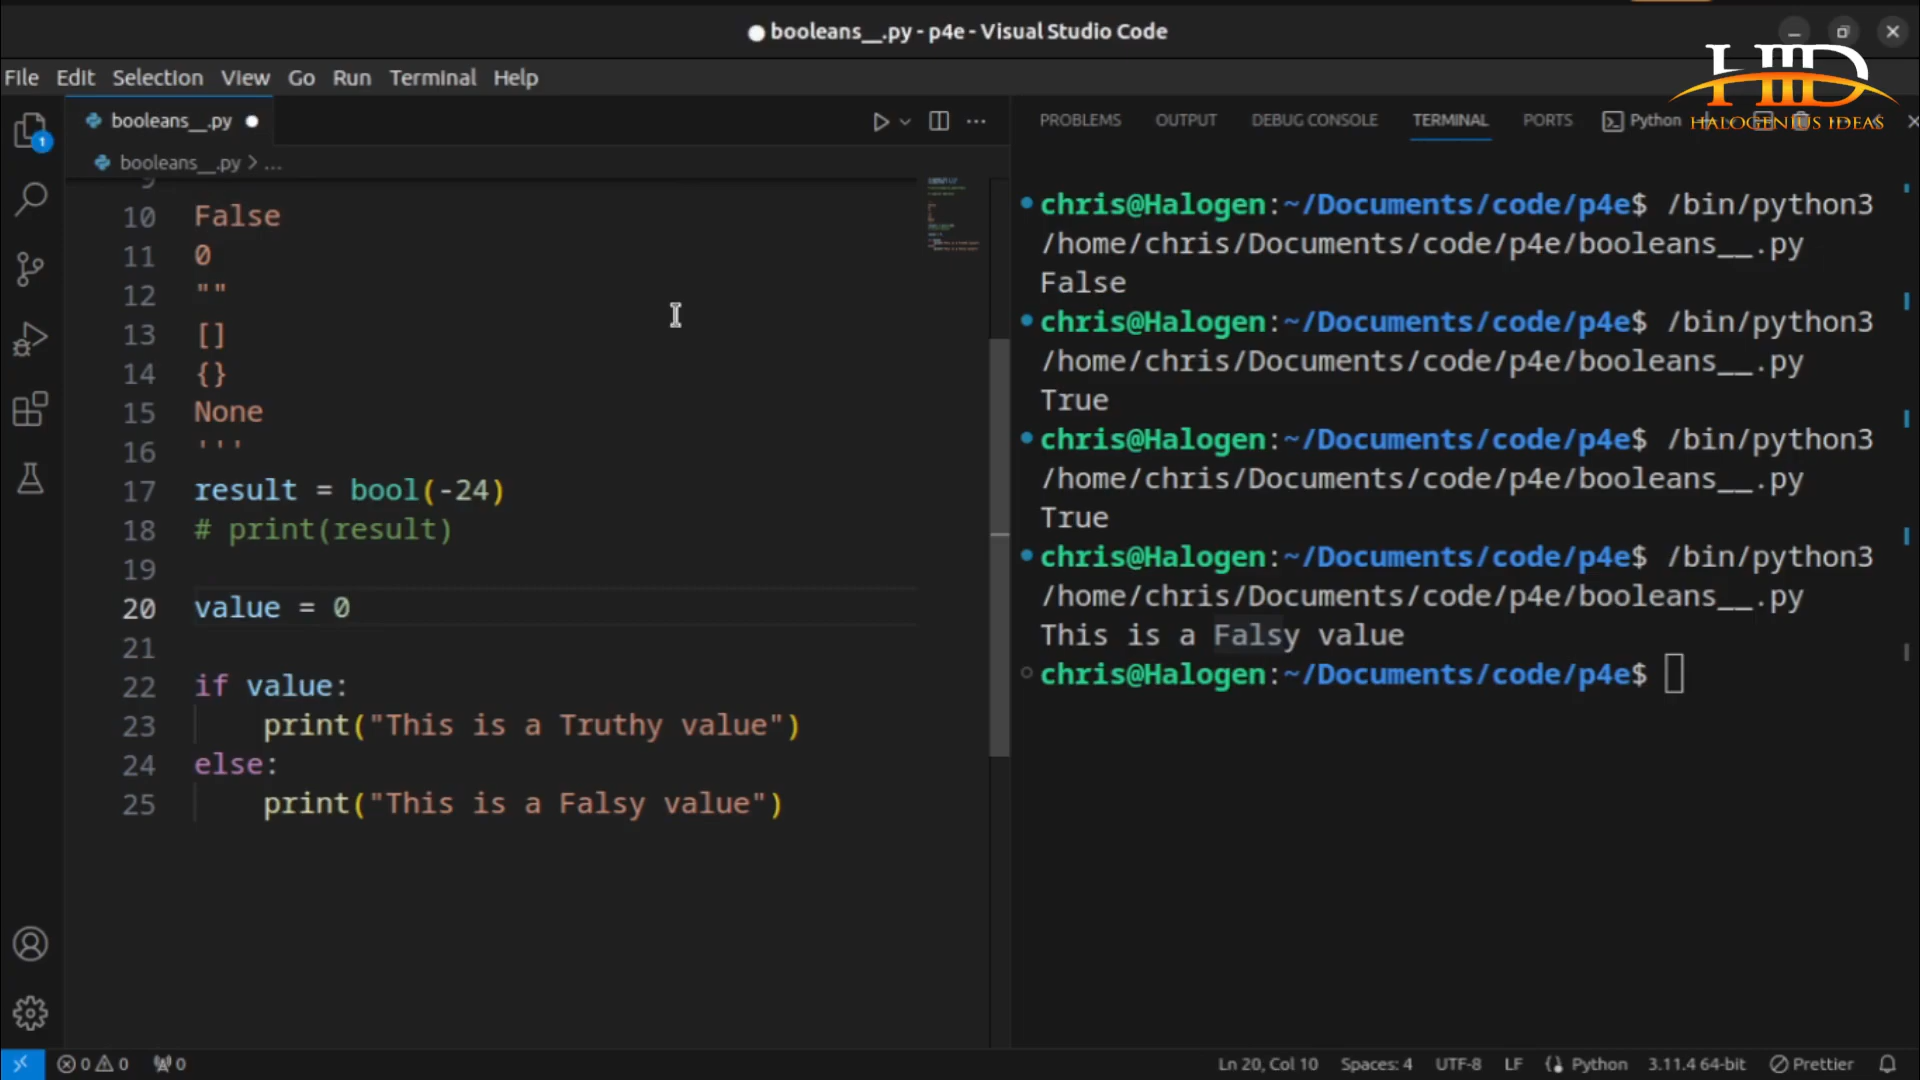 booleans__.py - p4e - Visual Studio Code
File Edit Selection View Go Run Terminal Help
HID
HALOGENIUS IDEAS
booleans__.py
PROBLEMS OUTPUT DEBUG CONSOLE TERMINAL PORTS Python
1
booleans__.py > ...
9
10 False
11 0
12 ""
13 []
14 {}
15 None
16 '''
17 result = bool(-24)
18 # print(result)
19
20 value = 0
21
22 if value:
23 print("This is a Truthy value")
24 else:
25 print("This is a Falsy value")
chris@Halogen:~/Documents/code/p4e$ /bin/python3
/home/chris/Documents/code/p4e/booleans__.py
False
chris@Halogen:~/Documents/code/p4e$ /bin/python3
/home/chris/Documents/code/p4e/booleans__.py
True
chris@Halogen:~/Documents/code/p4e$ /bin/python3
/home/chris/Documents/code/p4e/booleans__.py
True
chris@Halogen:~/Documents/code/p4e$ /bin/python3
/home/chris/Documents/code/p4e/booleans__.py
This is a Falsy value
chris@Halogen:~/Documents/code/p4e$
0 0 0 Ln 20, Col 10 Spaces: 4 UTF-8 LF Python 3.11.4 64-bit Prettier